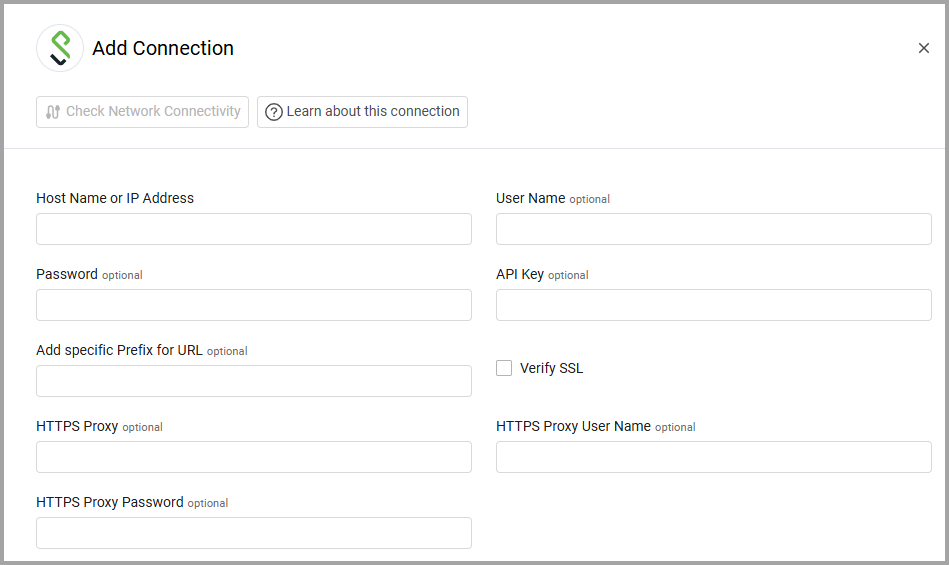 Add Connection
Check Network Connectivity
Learn about this connection
Host Name or IP Address
User Name optional
Password optional
API Key optional
Add specific Prefix for URL optional
Verify SSL
HTTPS Proxy optional
HTTPS Proxy User Name optional
HTTPS Proxy Password optional